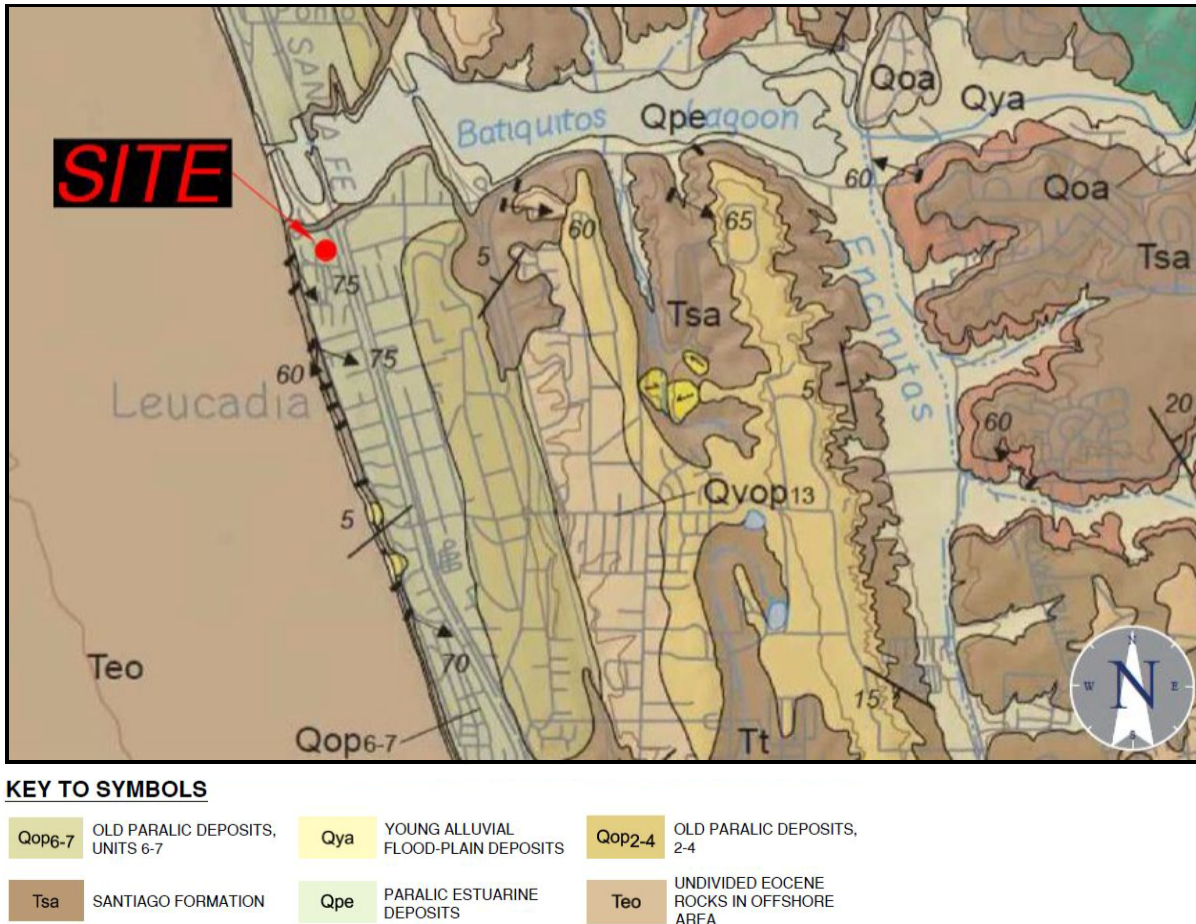 SAN
A FE
Batiquitos
Qpe
Lagoon
Qoa
Qya
SITE
60
Qoa
60
65
5
75
Tsa
Tsa
Encinitas
75
60
Leucadia
5
60
20
Qvop13
5
Teo
70
15
Qop6-7
Tt
N
N
W
E
S
KEY TO SYMBOLS
Qop6-7
OLD PARALIC DEPOSITS,
UNITS 6-7
Qya
YOUNG ALLUVIAL
FLOOD-PLAIN DEPOSITS
Qop2-4
OLD PARALIC DEPOSITS,
2-4
Tsa
SANTIAGO FORMATION
Qpe
PARALIC ESTUARINE
DEPOSITS
Teo
UNDIVIDED EOCENE
ROCKS IN OFFSHORE
AREA